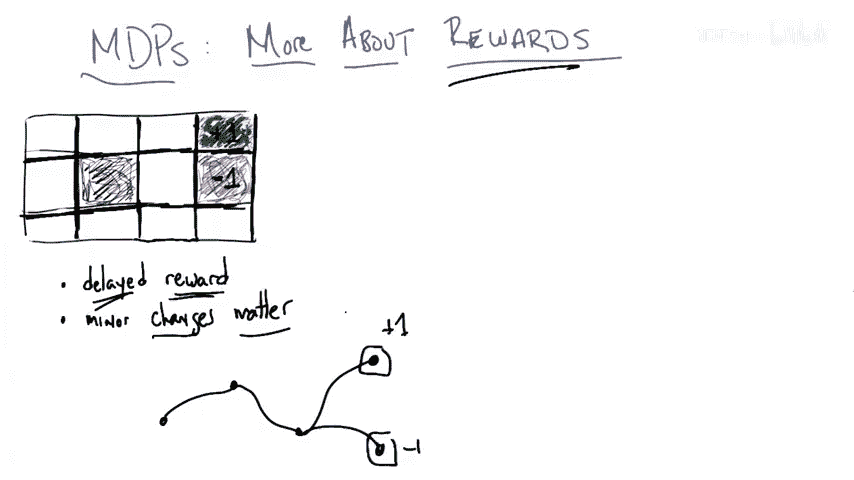 MDPs: MORE ABOUT REWARDS
+1
-1
• delayed reward
• minor changes matter
+1
-1